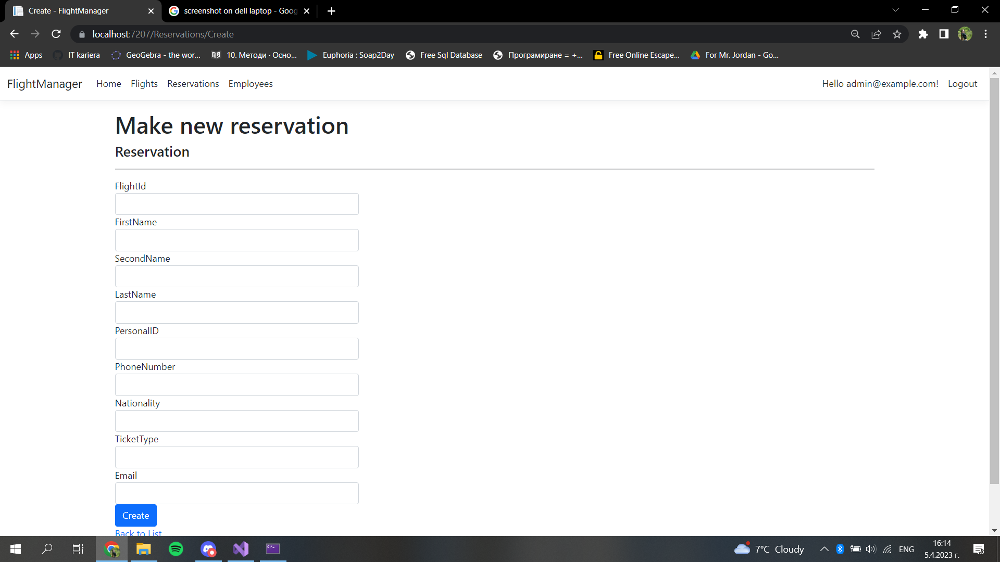 Create - FlightManager
screenshot on dell laptop - Goog
localhost:7207/Reservations/Create
Apps
IT kariera
GeoGebra - the wor...
10. Методи · Осно...
Euphoria : Soap2Day
Free Sql Database
Програмиране = +...
Free Online Escape...
For Mr. Jordan - Go...
FlightManager Home Flights Reservations Employees
Hello admin@example.com! Logout
Make new reservation
Reservation
FlightId
FirstName
SecondName
LastName
PersonalID
PhoneNumber
Nationality
TicketType
Email
Create
Back to List
7°C Cloudy
ENG
16:14
5.4.2023 г.